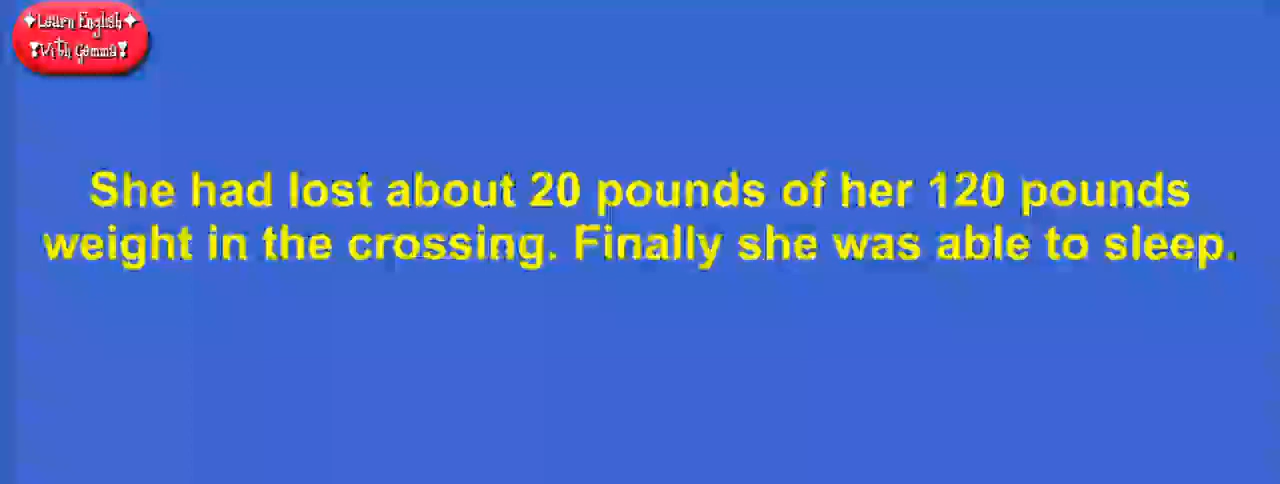 Learn English
With Gemma
She had lost about 20 pounds of her 120 pounds
weight in the crossing. Finally she was able to sleep.